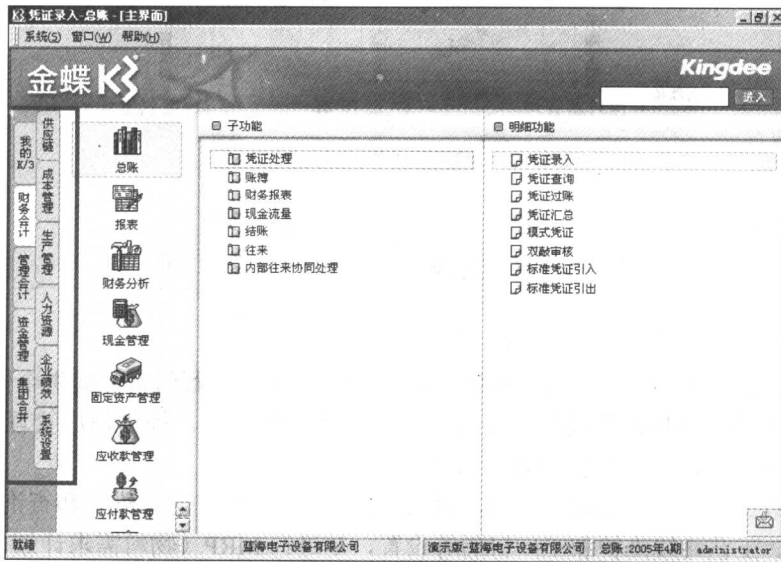 凭证录入-总账 - [主界面]
系统(S) 窗口(W) 帮助(H)
金蝶K3
Kingdee
进入
我的K/3
财务会计
管理会计
资金管理
集团合并
供应链
成本管理
生产管理
人力资源
企业绩效
系统设置
总账
报表
财务分析
现金管理
固定资产管理
应收款管理
应付款管理
子功能
凭证处理
账簿
财务报表
现金流量
结账
往来
内部往来协同处理
明细功能
凭证录入
凭证查询
凭证过账
凭证汇总
模式凭证
双敲审核
标准凭证引入
标准凭证引出
就绪 蓝海电子设备有限公司 演示版-蓝海电子设备有限公司 总账:2005年4期 administrator